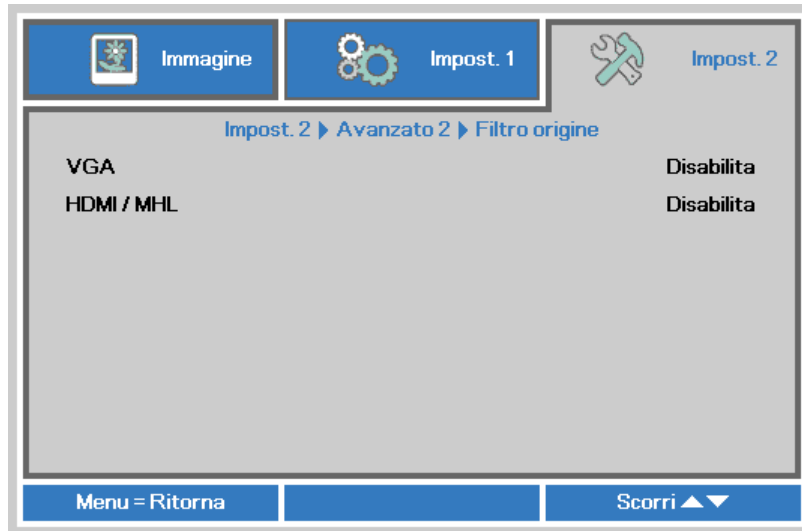 Immagine
Impost. 1
Impost. 2
Impost. 2 ▶ Avanzato 2 ▶ Filtro origine
VGA Disabilita
HDMI / MHL Disabilita
Menu = Ritorna
Scorri ▲▼